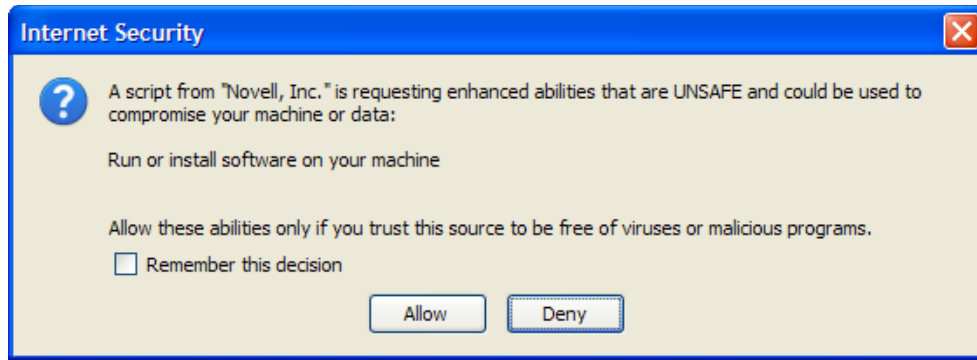 Internet Security
A script from "Novell, Inc." is requesting enhanced abilities that are UNSAFE and could be used to
compromise your machine or data:
Run or install software on your machine
Allow these abilities only if you trust this source to be free of viruses or malicious programs.
Remember this decision
Allow Deny